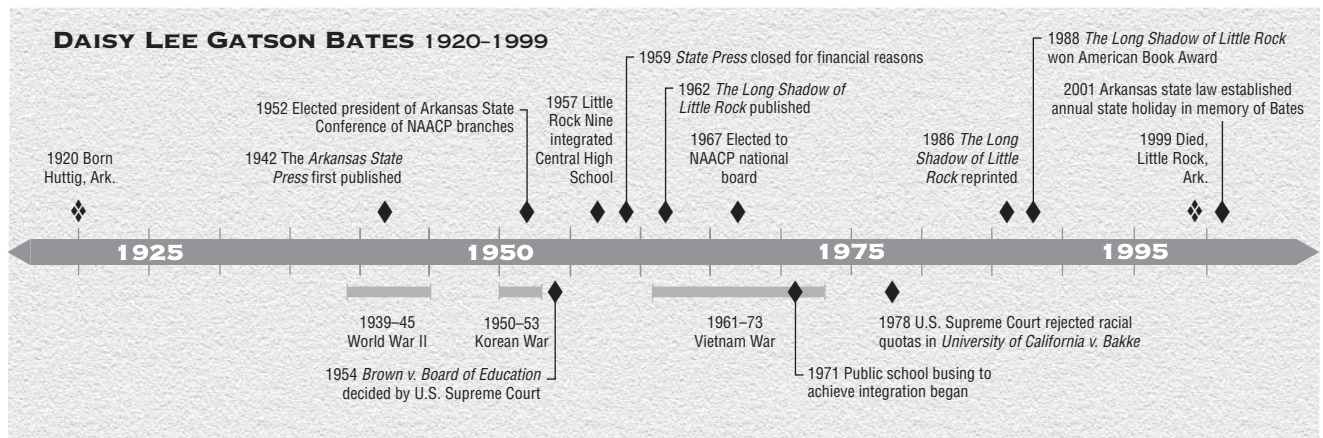 DAISY LEE GATSON BATES 1920–1999
1920 Born
Huttig, Ark.
1942 The Arkansas State
Press first published
1952 Elected president of Arkansas State
Conference of NAACP branches
1957 Little
Rock Nine
integrated
Central High
School
1959 State Press closed for financial reasons
1962 The Long Shadow of
Little Rock published
1967 Elected to
NAACP national
board
1986 The Long
Shadow of Little
Rock reprinted
1988 The Long Shadow of Little Rock
won American Book Award
2001 Arkansas state law established
annual state holiday in memory of Bates
1999 Died,
Little Rock,
Ark.
1925
1950
1975
1995
1939–45
World War II
1950–53
Korean War
1954 Brown v. Board of Education
decided by U.S. Supreme Court
1961–73
Vietnam War
1971 Public school busing to
achieve integration began
1978 U.S. Supreme Court rejected racial
quotas in University of California v. Bakke